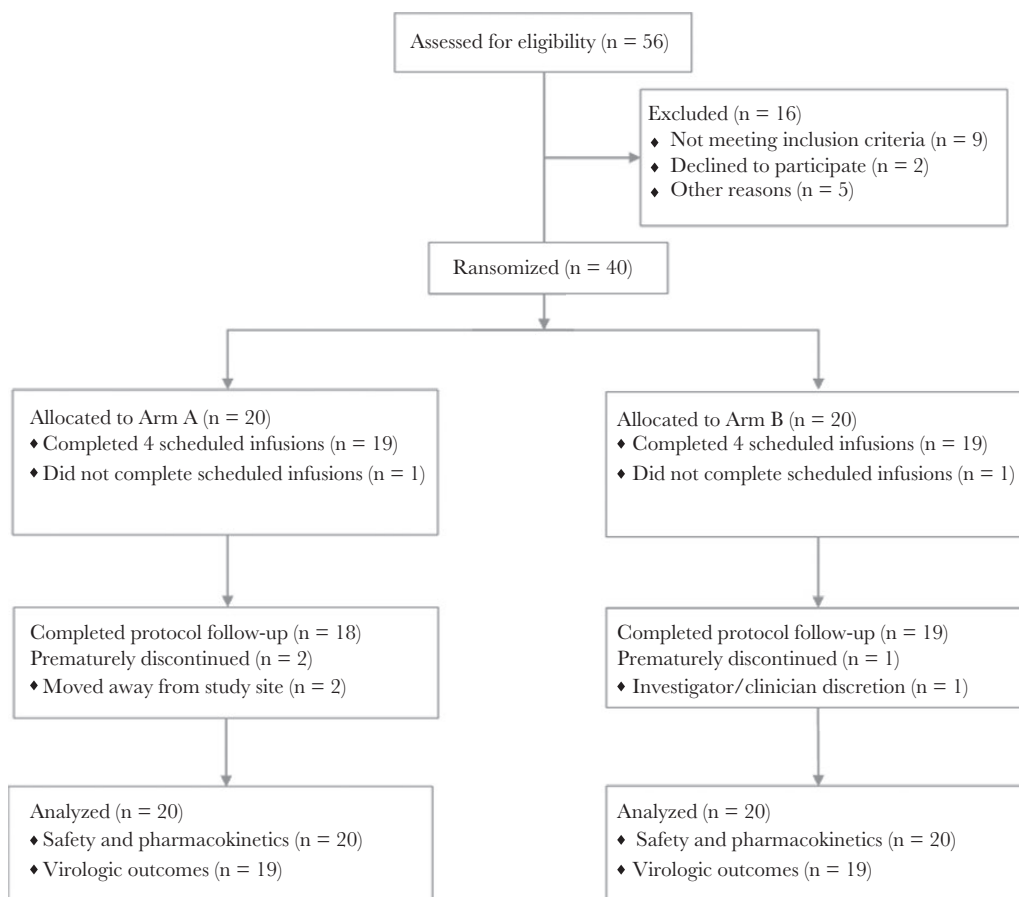 Assessed for eligibility (n = 56)
Excluded (n = 16)
♦ Not meeting inclusion criteria (n = 9)
♦ Declined to participate (n = 2)
♦ Other reasons (n = 5)
Ransomized (n = 40)
Allocated to Arm A (n = 20)
♦ Completed 4 scheduled infusions (n = 19)
♦ Did not complete scheduled infusions (n = 1)
Allocated to Arm B (n = 20)
♦ Completed 4 scheduled infusions (n = 19)
♦ Did not complete scheduled infusions (n = 1)
Completed protocol follow-up (n = 18)
Prematurely discontinued (n = 2)
♦ Moved away from study site (n = 2)
Completed protocol follow-up (n = 19)
Prematurely discontinued (n = 1)
♦ Investigator/clinician discretion (n = 1)
Analyzed (n = 20)
♦ Safety and pharmacokinetics (n = 20)
♦ Virologic outcomes (n = 19)
Analyzed (n = 20)
♦ Safety and pharmacokinetics (n = 20)
♦ Virologic outcomes (n = 19)